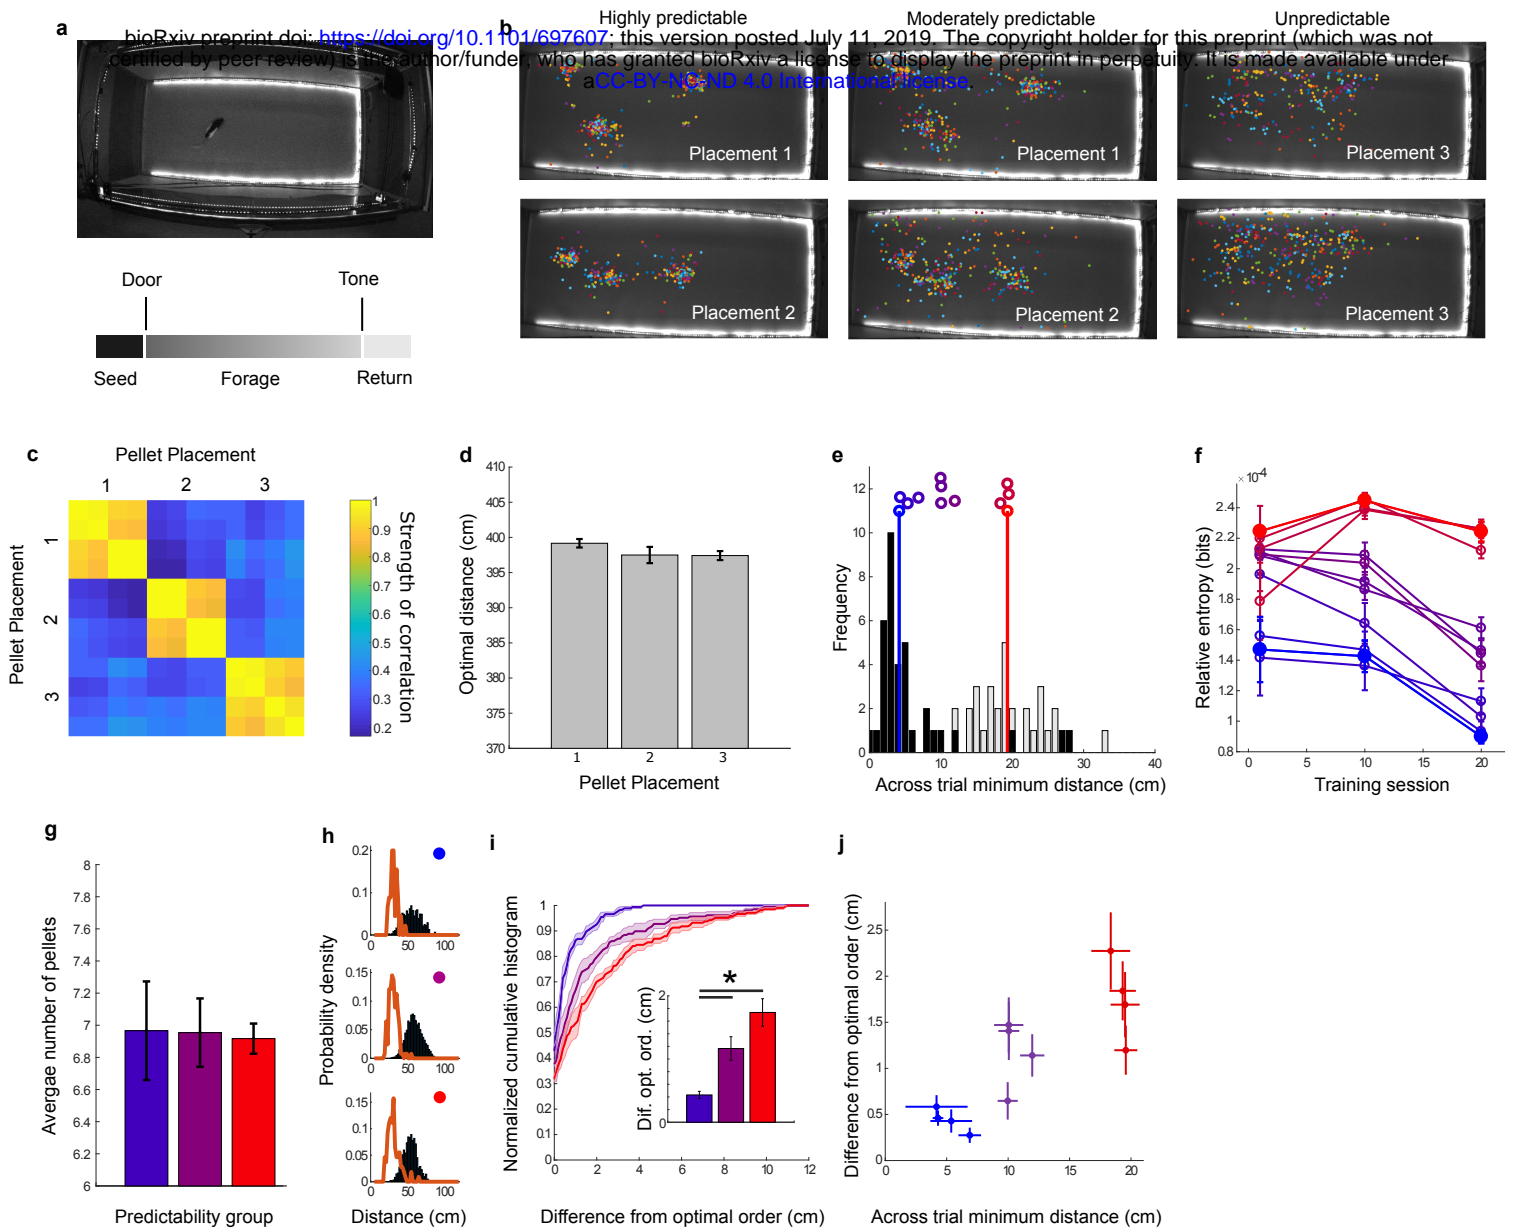 a
b
Highly predictable
Moderately predictable
Unpredictable
bioRxiv preprint doi: https://doi.org/10.1101/697607; this version posted July 11, 2019. The copyright holder for this preprint (which was not
certified by peer review) is the author/funder, who has granted bioRxiv a license to display the preprint in perpetuity. It is made available under
aCC-BY-NC-ND 4.0 International license.
Placement 1
Placement 1
Placement 3
Placement 2
Placement 2
Placement 3
Door
Tone
Seed
Forage
Return
c
Pellet Placement
1 2 3
Pellet Placement
1
2
3
1
0.9
0.8
0.7
0.6
0.5
0.4
0.3
0.2
Strength of correlation
d
Optimal distance (cm)
410
405
400
395
390
385
380
375
370
1 2 3
Pellet Placement
e
Frequency
12
10
8
6
4
2
0
0 10 20 30 40
Across trial minimum distance (cm)
f
×10-4
Relative entropy (bits)
2.4
2.2
2
1.8
1.6
1.4
1.2
1
0.8
0 5 10 15 20
Training session
g
Avergae number of pellets
8
7.8
7.6
7.4
7.2
7
6.8
6.6
6.4
6.2
6
Predictability group
h
Probability density
0.2
0.1
0
0 50 100
0.15
0.1
0.05
0
0 50 100
0.15
0.1
0.05
0
0 50 100
Distance (cm)
i
Normalized cumulative histogram
1
0.9
0.8
0.7
0.6
0.5
0.4
0.3
0.2
0.1
0
0 2 4 6 8 10 12
Difference from optimal order (cm)
Dif. opt. ord. (cm)
2
0
*
j
Difference from optimal order (cm)
2.5
2
1.5
1
0.5
0
0 5 10 15 20
Across trial minimum distance (cm)